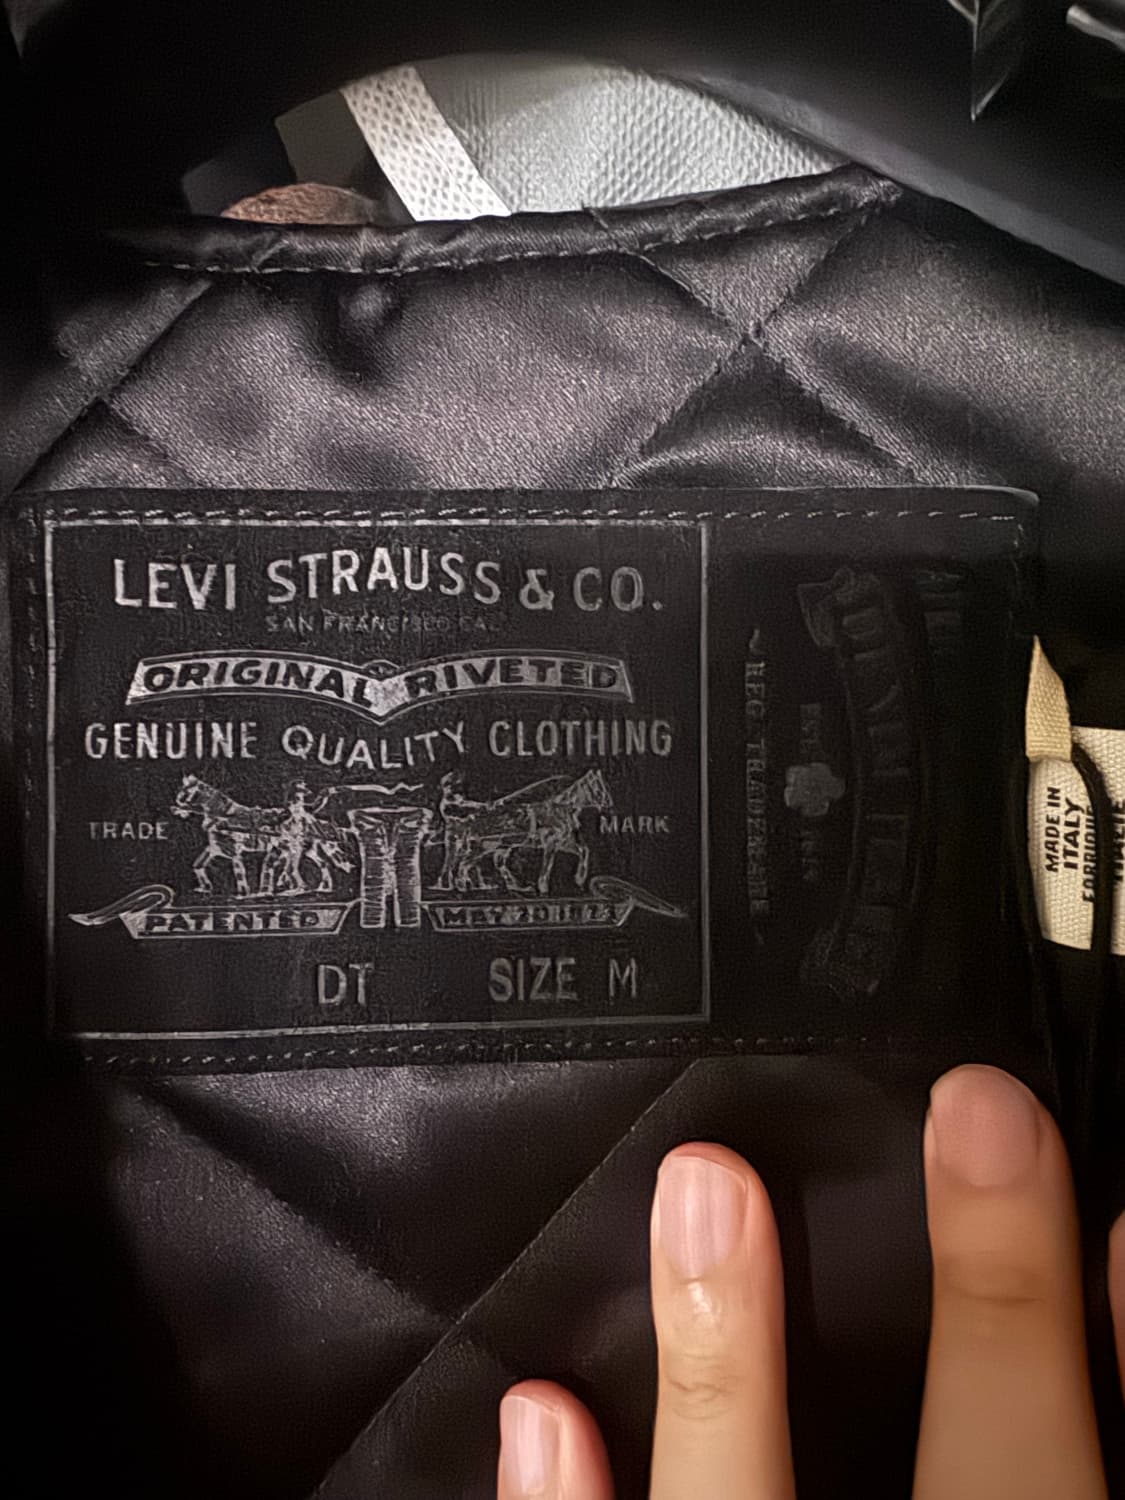 LEVI STRAUSS & CO.
SAN FRANCISCO CAL
ORIGINAL RIVETED
GENUINE QUALITY CLOTHING
TRADE MARK
PATENTED MAY 20 1873
DT SIZE M
REG. TRADEMARK
MADE IN
ITALY
FABRIQUÉ